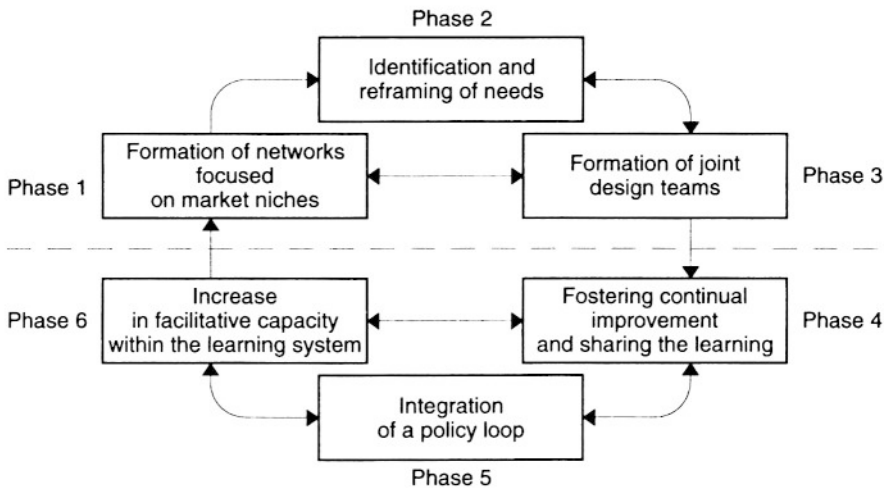 Phase 2
Identification and
reframing of needs
Phase 1
Formation of networks
focused
on market niches
Formation of joint
design teams
Phase 3
Phase 6
Increase
in facilitative capacity
within the learning system
Fostering continual
improvement
and sharing the learning
Phase 4
Integration
of a policy loop
Phase 5